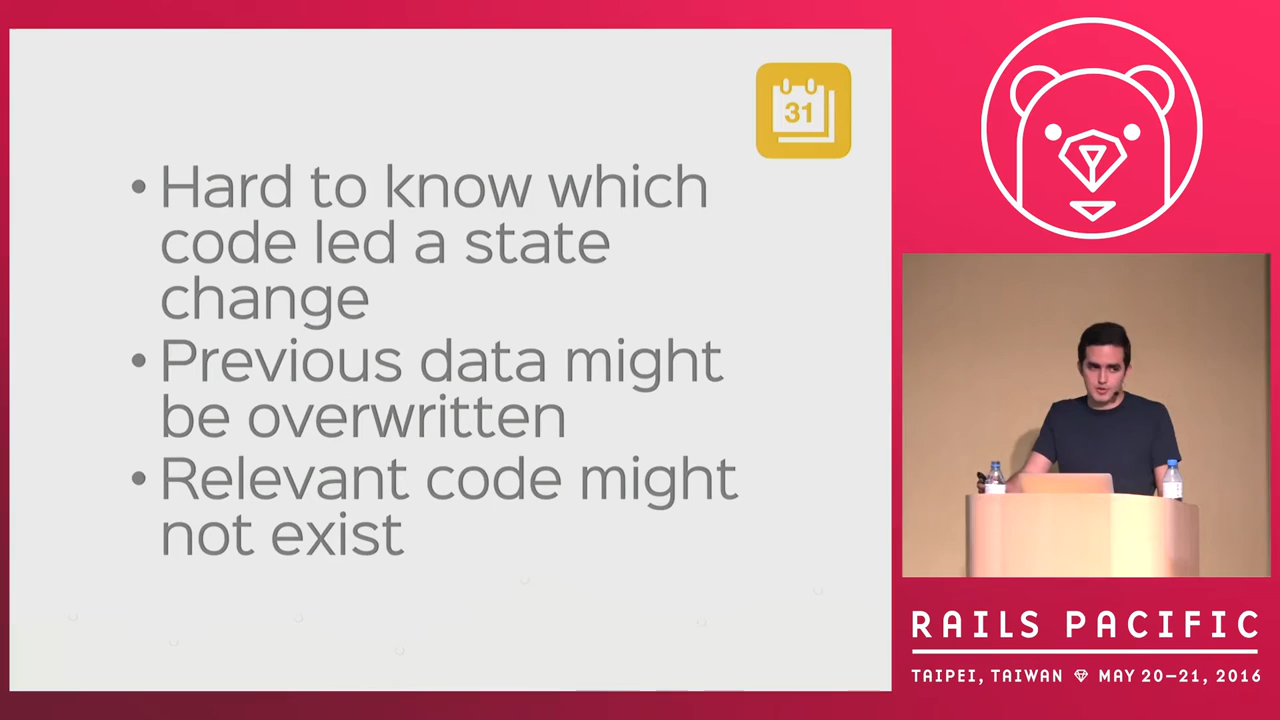 31
• Hard to know which
code led a state
change
• Previous data might
be overwritten
• Relevant code might
not exist
RAILS PACIFIC
TAIPEI, TAIWAN MAY 20–21, 2016